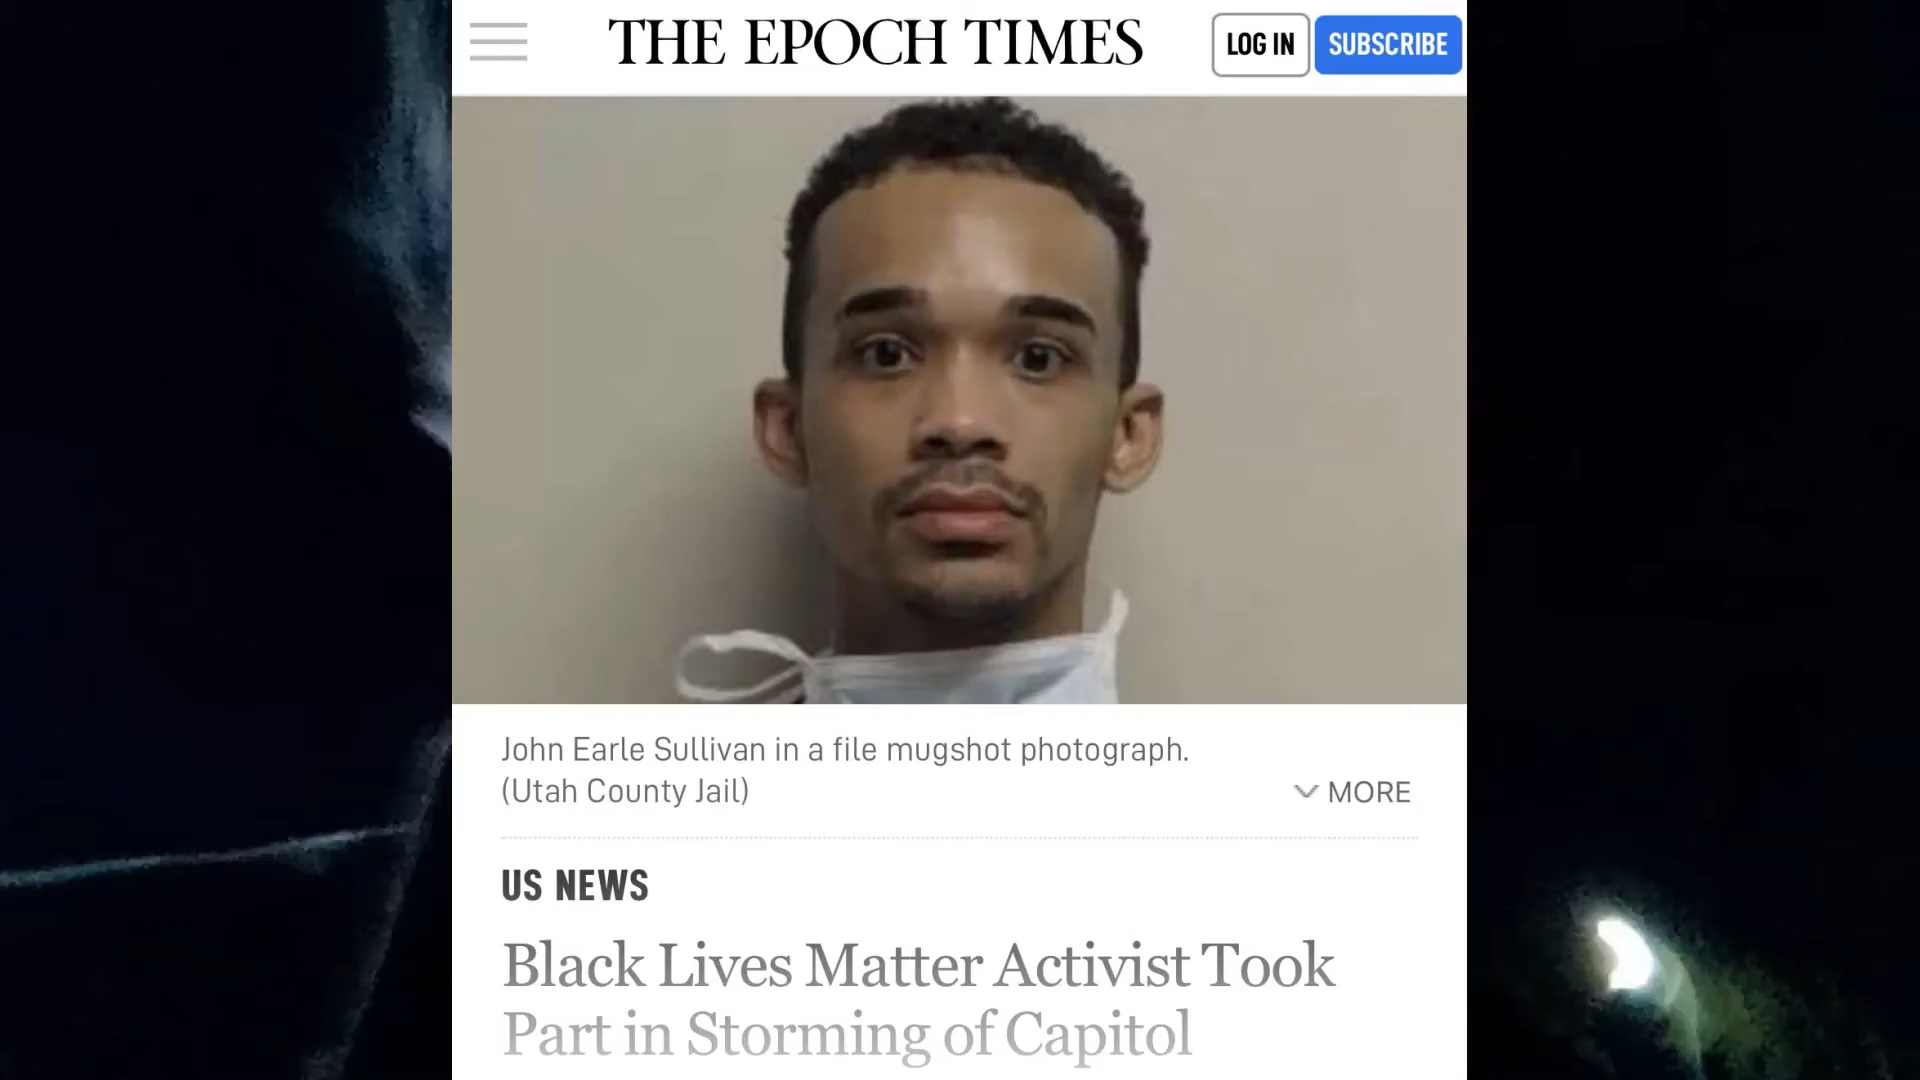 THE EPOCH TIMES
LOG IN
SUBSCRIBE
John Earle Sullivan in a file mugshot photograph.
(Utah County Jail)
MORE
US NEWS
Black Lives Matter Activist Took
Part in Storming of Capitol